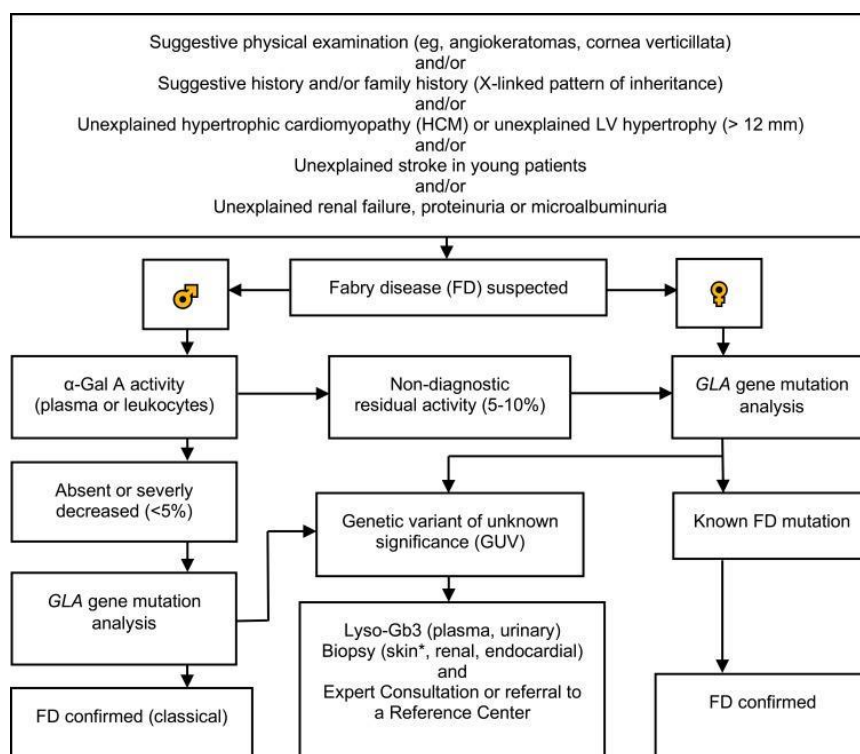 Suggestive physical examination (eg, angiokeratomas, cornea verticillata)
and/or
Suggestive history and/or family history (X-linked pattern of inheritance)
and/or
Unexplained hypertrophic cardiomyopathy (HCM) or unexplained LV hypertrophy (> 12 mm)
and/or
Unexplained stroke in young patients
and/or
Unexplained renal failure, proteinuria or microalbuminuria
Fabry disease (FD) suspected
α-Gal A activity
(plasma or leukocytes)
Non-diagnostic
residual activity (5-10%)
GLA gene mutation
analysis
Absent or severly
decreased (<5%)
Genetic variant of unknown
significance (GUV)
Known FD mutation
GLA gene mutation
analysis
Lyso-Gb3 (plasma, urinary)
Biopsy (skin*, renal, endocardial)
and
Expert Consultation or referral to
a Reference Center
FD confirmed (classical)
FD confirmed